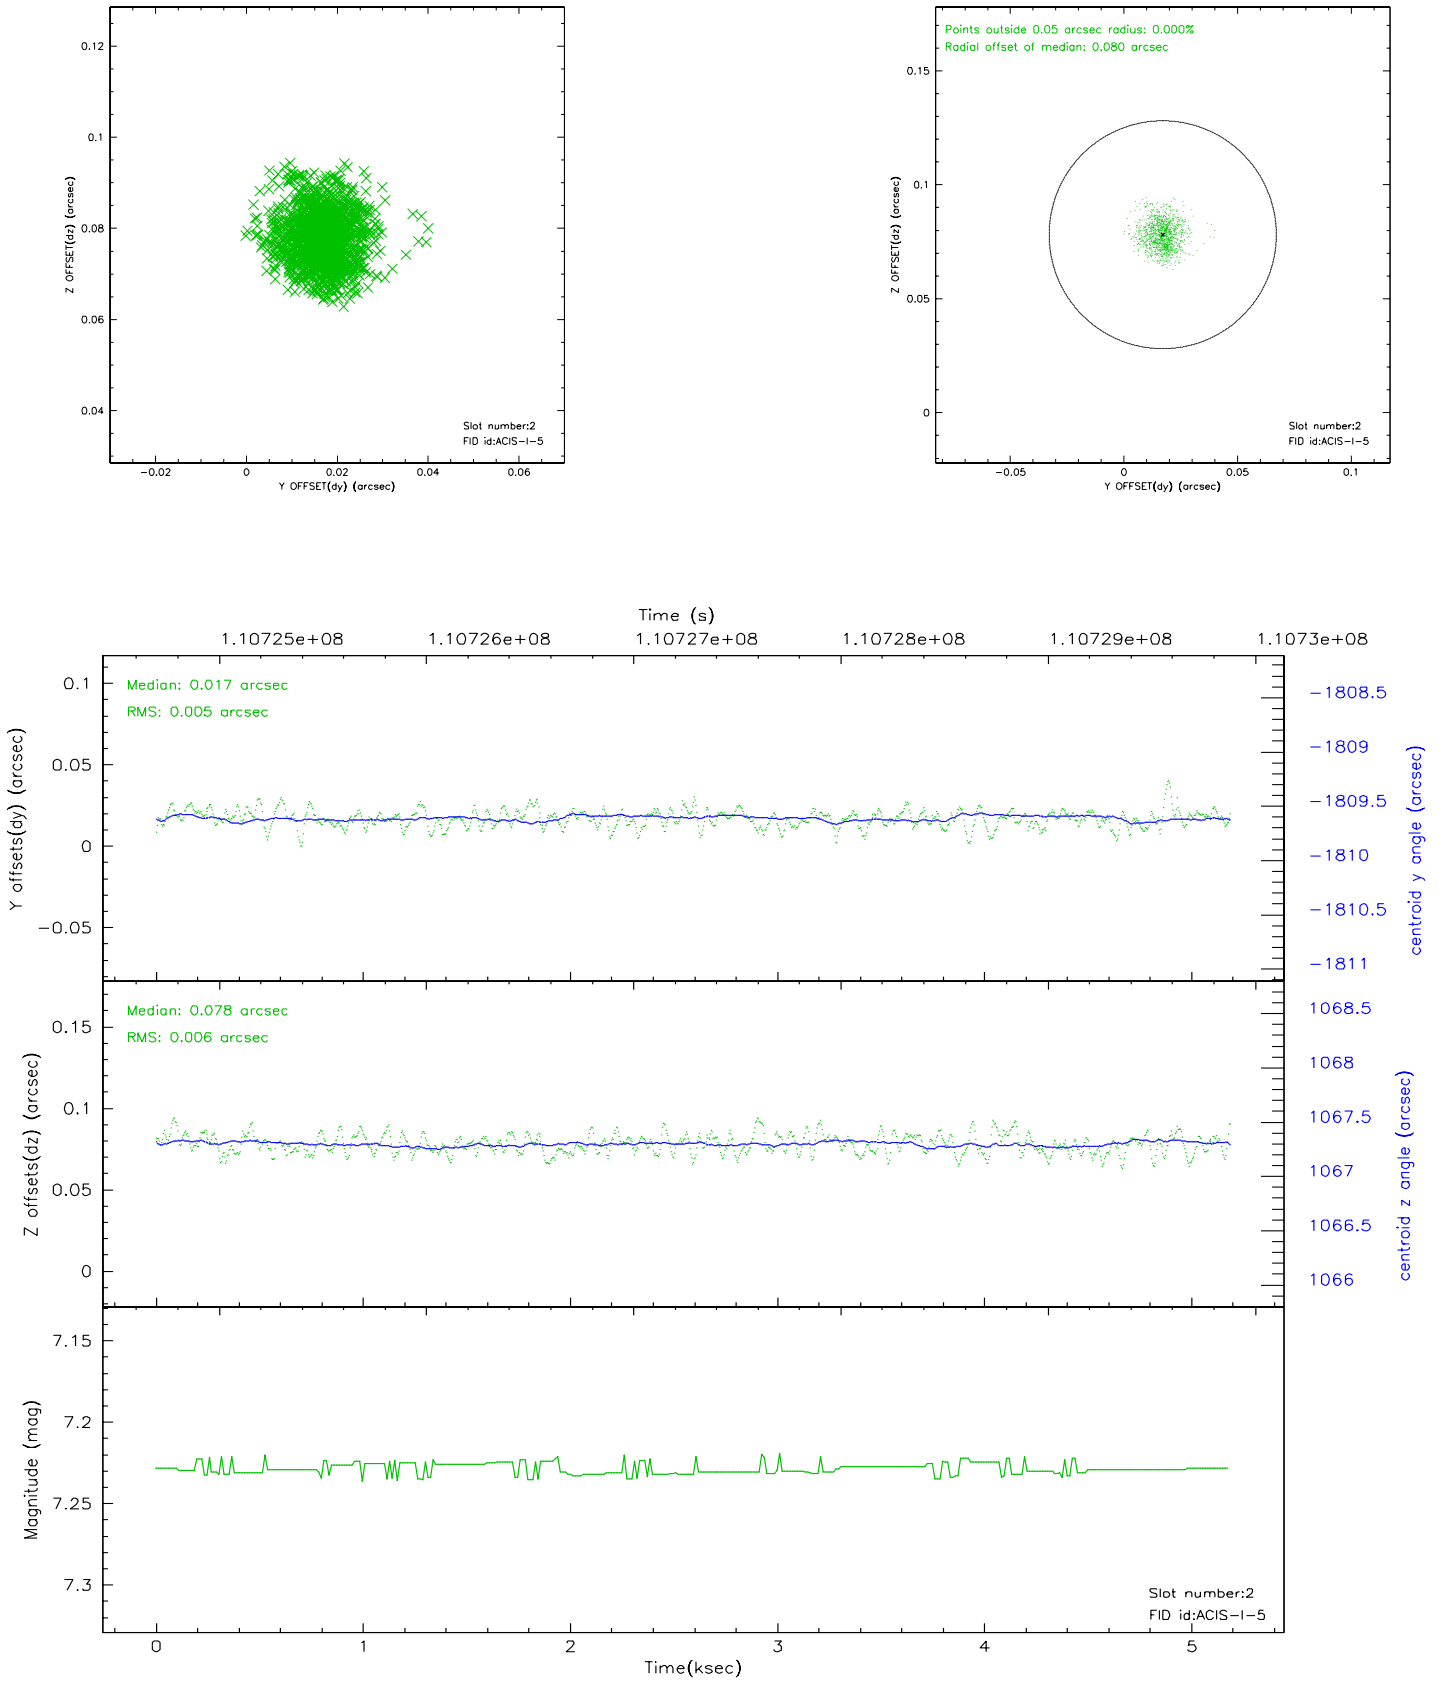 0.12
0.1
0.08
0.06
0.04
Z OFFSET(dz) (arcsec)
Slot number:2
FID id:ACIS-I-5
-0.02 0 0.02 0.04 0.06
Y OFFSET(dy) (arcsec)
Points outside 0.05 arcsec radius: 0.000%
Radial offset of median: 0.080 arcsec
0.15
0.1
0.05
0
Z OFFSET(dz) (arcsec)
Slot number:2
FID id:ACIS-I-5
-0.05 0 0.05 0.1
Y OFFSET(dy) (arcsec)
Time (s)
1.10725e+08 1.10726e+08 1.10727e+08 1.10728e+08 1.10729e+08 1.1073e+08
Median: 0.017 arcsec
RMS: 0.005 arcsec
0.1
0.05
0
-0.05
Y offsets(dy) (arcsec)
-1808.5
-1809
-1809.5
-1810
-1810.5
-1811
centroid y angle (arcsec)
Median: 0.078 arcsec
RMS: 0.006 arcsec
0.15
0.1
0.05
0
Z offsets(dz) (arcsec)
1068.5
1068
1067.5
1067
1066.5
1066
centroid z angle (arcsec)
7.15
7.2
7.25
7.3
Magnitude (mag)
Slot number:2
FID id:ACIS-I-5
0 1 2 3 4 5
Time(ksec)